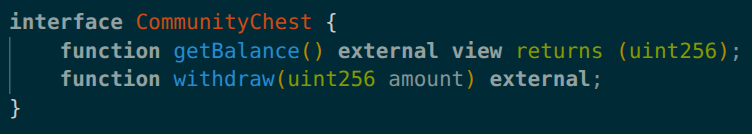 interface CommunityChest {
    function getBalance() external view returns (uint256);
    function withdraw(uint256 amount) external;
}